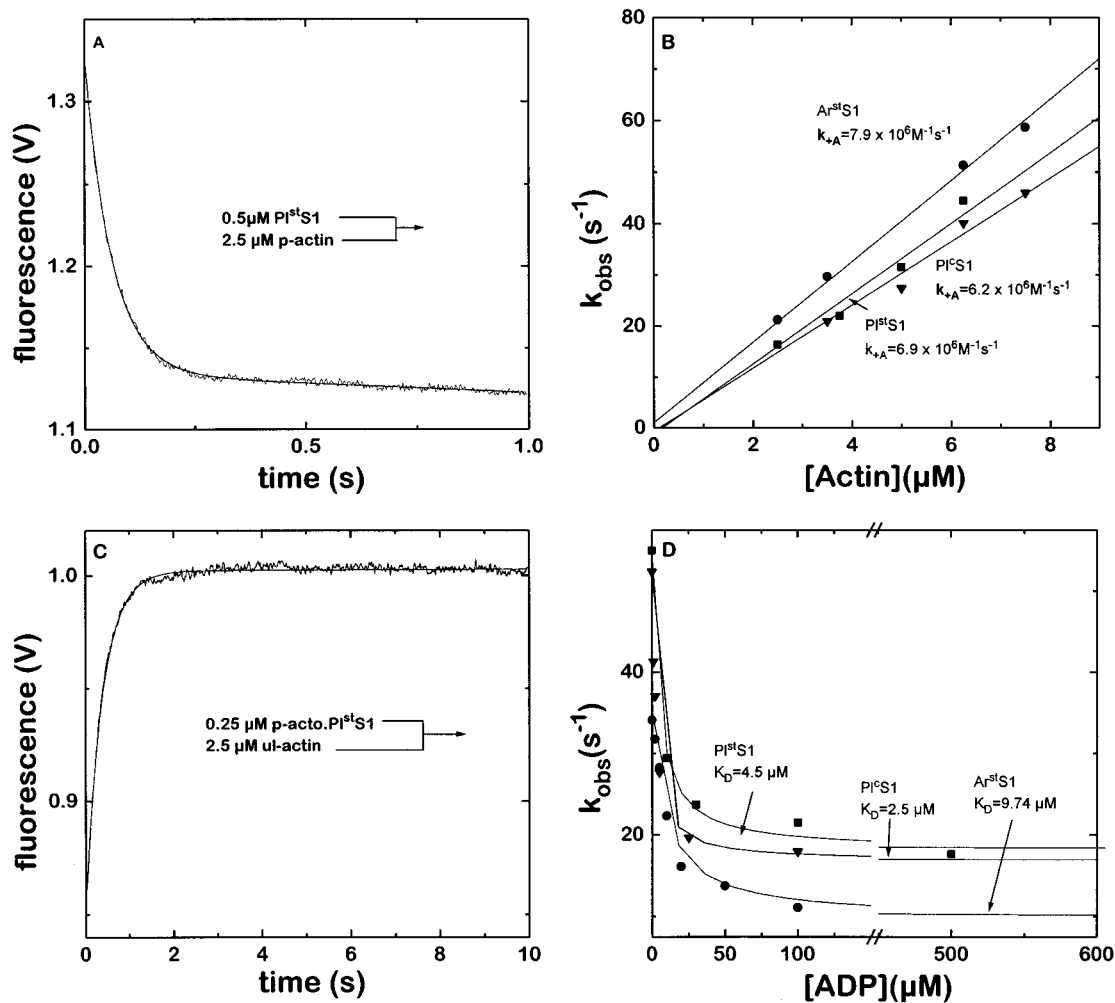 A
fluorescence (V)
1.3
1.2
1.1
0.5µM Pl^stS1
2.5 µM p-actin
0.0
0.5
1.0
time (s)
B
k_obs (s^-1)
80
60
40
20
0
Ar^stS1
k_+A=7.9 x 10^6M^-1s^-1
Pl^cS1
k_+A=6.2 x 10^6M^-1s^-1
Pl^stS1
k_+A=6.9 x 10^6M^-1s^-1
0
2
4
6
8
[Actin](µM)
C
fluorescence (V)
1.0
0.9
0.25 µM p-acto.Pl^stS1
2.5 µM ul-actin
0
2
4
6
8
10
time (s)
D
k_obs(s^-1)
40
20
Pl^stS1
K_D=4.5 µM
Pl^cS1
K_D=2.5 µM
Ar^stS1
K_D=9.74 µM
0
50
100
500
600
[ADP](µM)